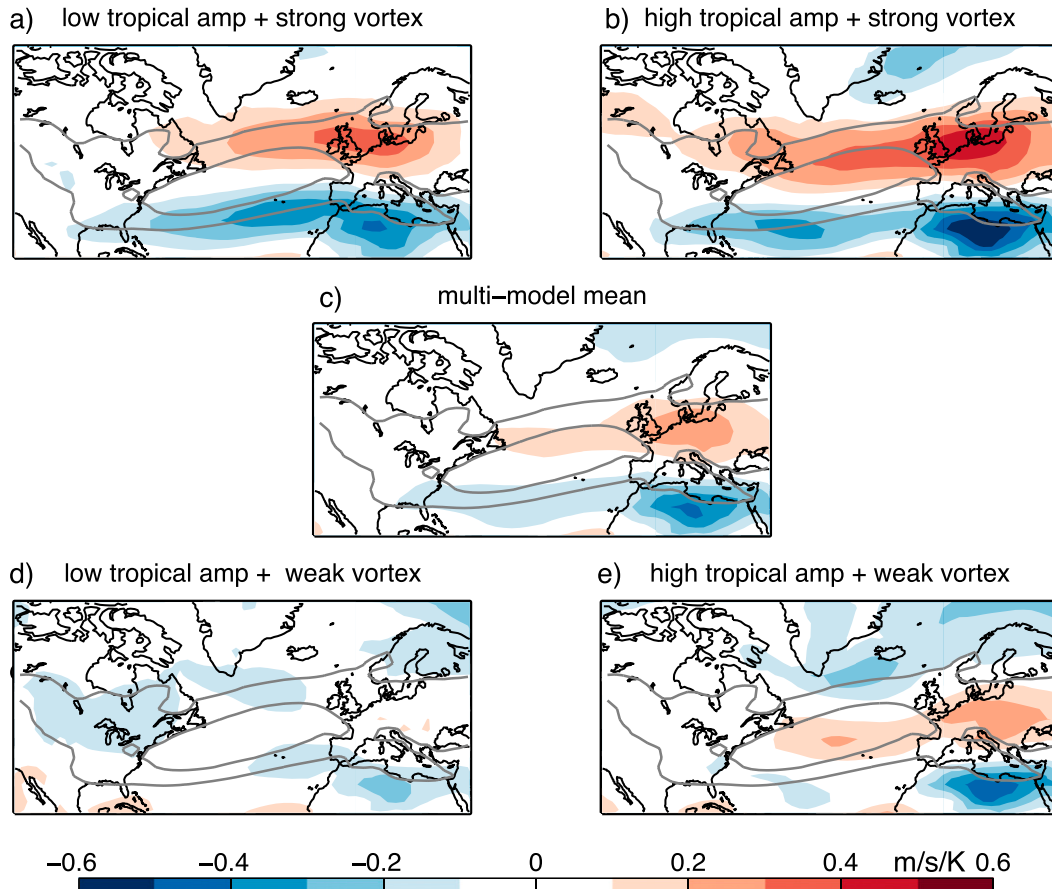 a) low tropical amp + strong vortex
b) high tropical amp + strong vortex
c) multi−model mean
d) low tropical amp + weak vortex
e) high tropical amp + weak vortex
−0.6 −0.4 −0.2 0 0.2 0.4 m/s/K 0.6